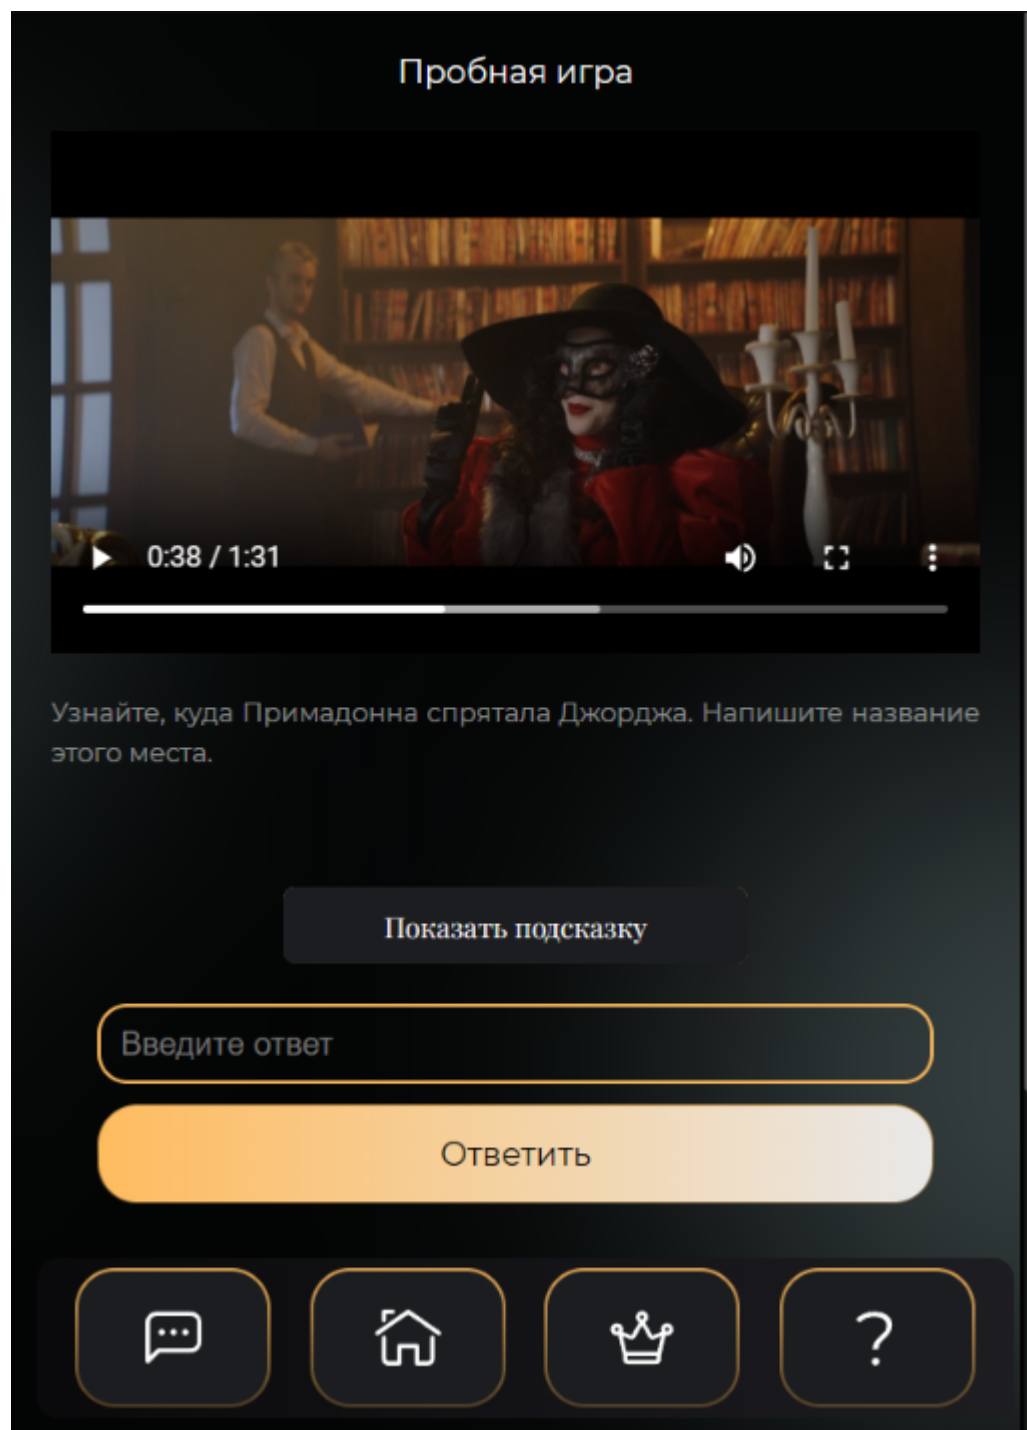 Пробная игра
0:38 / 1:31
Узнайте, куда Примадонна спрятала Джорджа. Напишите название
этого места.
Показать подсказку
Введите ответ
Ответить
?